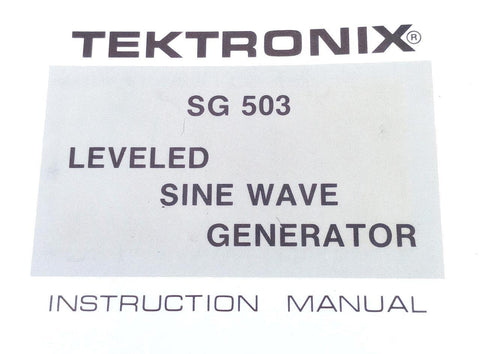 TEKTRONIX®
SG 503
LEVELED
SINE WAVE
GENERATOR
INSTRUCTION MANUAL